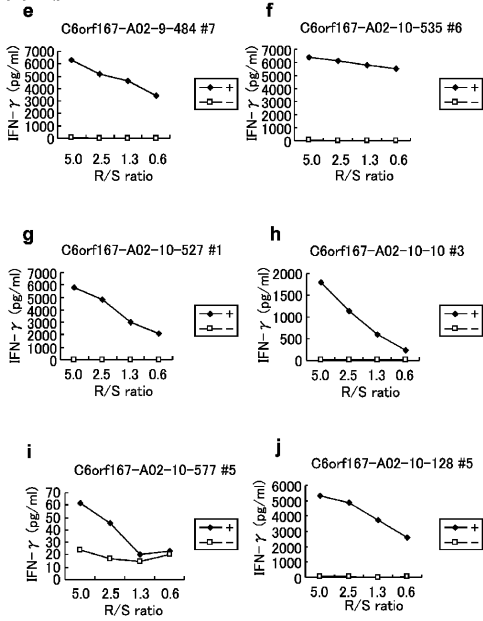 e
C6orf167-A02-9-484 #7
IFN-γ (pg/ml)
7000
6000
5000
4000
3000
2000
1000
0
5.0 2.5 1.3 0.6
R/S ratio
+
−
f
C6orf167-A02-10-535 #6
IFN-γ (pg/ml)
7000
6000
5000
4000
3000
2000
1000
0
5.0 2.5 1.3 0.6
R/S ratio
+
−
g
C6orf167-A02-10-527 #1
IFN-γ (pg/ml)
7000
6000
5000
4000
3000
2000
1000
0
5.0 2.5 1.3 0.6
R/S ratio
+
−
h
C6orf167-A02-10-10 #3
IFN-γ (pg/ml)
2000
1500
1000
500
0
5.0 2.5 1.3 0.6
R/S ratio
+
−
i
C6orf167-A02-10-577 #5
IFN-γ (pg/ml)
70
60
50
40
30
20
10
0
5.0 2.5 1.3 0.6
R/S ratio
+
−
j
C6orf167-A02-10-128 #5
IFN-γ (pg/ml)
6000
5000
4000
3000
2000
1000
0
5.0 2.5 1.3 0.6
R/S ratio
+
−